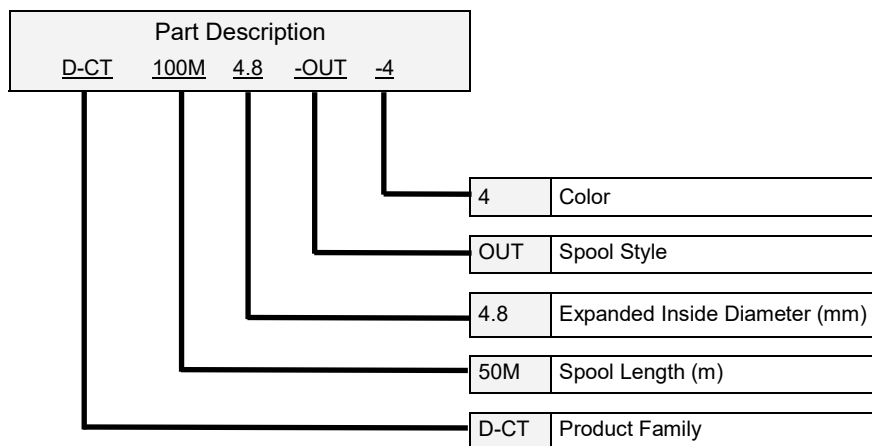 Part Description
D-CT 100M 4.8 -OUT -4
4 Color
OUT Spool Style
4.8 Expanded Inside Diameter (mm)
50M Spool Length (m)
D-CT Product Family